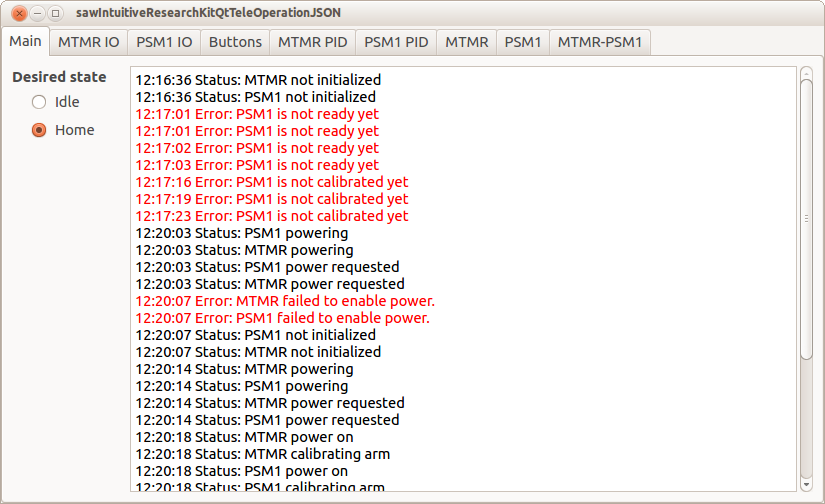 sawIntuitiveResearchKitQtTeleOperationJSON
Main MTMR IO PSM1 IO Buttons MTMR PID PSM1 PID MTMR PSM1 MTMR-PSM1
Desired state
Idle
Home
12:16:36 Status: MTMR not initialized
12:16:36 Status: PSM1 not initialized
12:17:01 Error: PSM1 is not ready yet
12:17:01 Error: PSM1 is not ready yet
12:17:02 Error: PSM1 is not ready yet
12:17:03 Error: PSM1 is not ready yet
12:17:16 Error: PSM1 is not calibrated yet
12:17:19 Error: PSM1 is not calibrated yet
12:17:23 Error: PSM1 is not calibrated yet
12:20:03 Status: PSM1 powering
12:20:03 Status: MTMR powering
12:20:03 Status: PSM1 power requested
12:20:03 Status: MTMR power requested
12:20:07 Error: MTMR failed to enable power.
12:20:07 Error: PSM1 failed to enable power.
12:20:07 Status: PSM1 not initialized
12:20:07 Status: MTMR not initialized
12:20:14 Status: MTMR powering
12:20:14 Status: PSM1 powering
12:20:14 Status: MTMR power requested
12:20:14 Status: PSM1 power requested
12:20:18 Status: MTMR power on
12:20:18 Status: MTMR calibrating arm
12:20:18 Status: PSM1 power on
12:20:18 Status: PSM1 calibrating arm